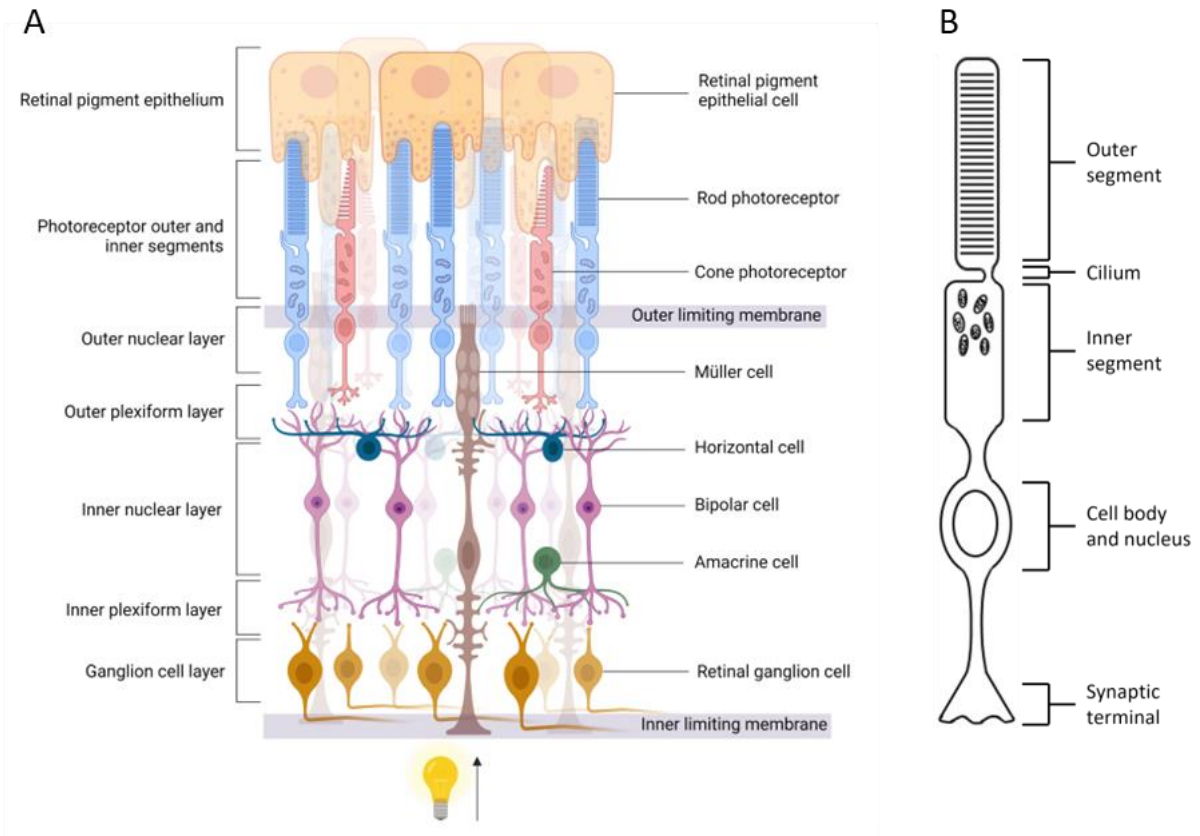 A
Retinal pigment epithelium
Photoreceptor outer and
inner segments
Outer nuclear layer
Outer plexiform layer
Inner nuclear layer
Inner plexiform layer
Ganglion cell layer
Retinal pigment
epithelial cell
Rod photoreceptor
Cone photoreceptor
Outer limiting membrane
Müller cell
Horizontal cell
Bipolar cell
Amacrine cell
Retinal ganglion cell
Inner limiting membrane
B
Outer
segment
Cilium
Inner
segment
Cell body
and nucleus
Synaptic
terminal